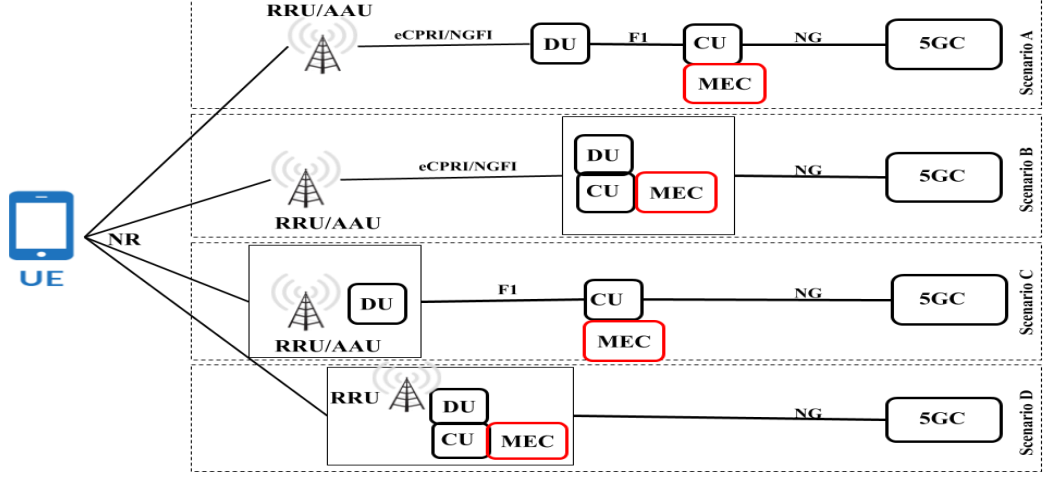 RRU/AAU
eCPRI/NGFI
DU
F1
CU
NG
5GC
MEC
Scenario A
eCPRI/NGFI
DU
CU
MEC
NG
5GC
RRU/AAU
Scenario B
UE
NR
DU
F1
CU
NG
5GC
RRU/AAU
MEC
Scenario C
RRU
DU
CU
MEC
NG
5GC
Scenario D